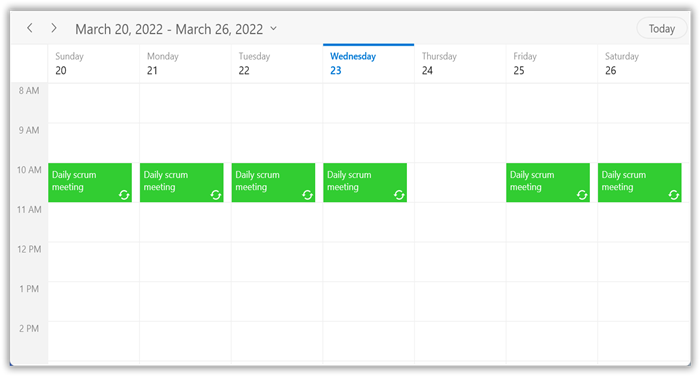 March 20, 2022 - March 26, 2022
Today
Sunday
20
Monday
21
Tuesday
22
Wednesday
23
Thursday
24
Friday
25
Saturday
26
8 AM
9 AM
10 AM
Daily scrum
meeting
Daily scrum
meeting
Daily scrum
meeting
Daily scrum
meeting
Daily scrum
meeting
Daily scrum
meeting
11 AM
12 PM
1 PM
2 PM